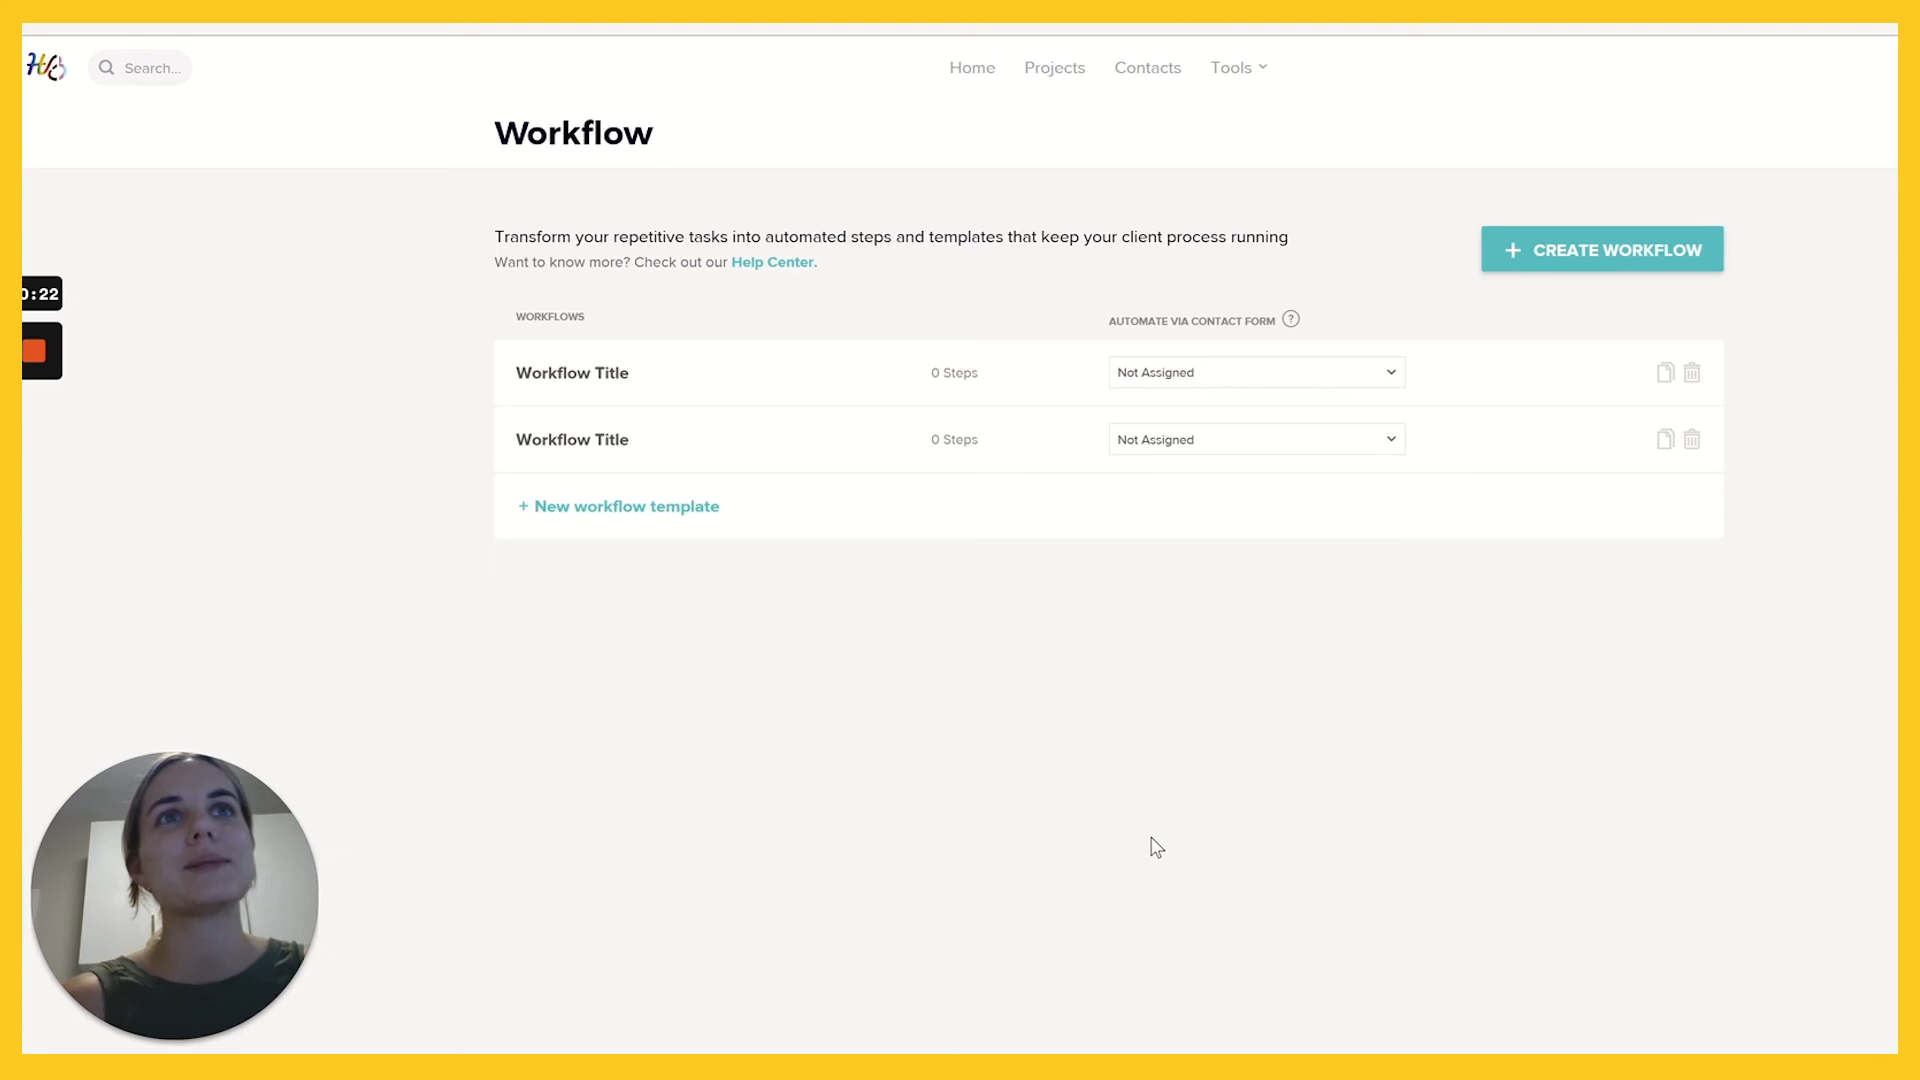 HB
Search...
Home
Projects
Contacts
Tools
Workflow
Transform your repetitive tasks into automated steps and templates that keep your client process running
Want to know more? Check out our Help Center.
+ CREATE WORKFLOW
0:22
WORKFLOWS
AUTOMATE VIA CONTACT FORM ?
Workflow Title
0 Steps
Not Assigned
Workflow Title
0 Steps
Not Assigned
+ New workflow template